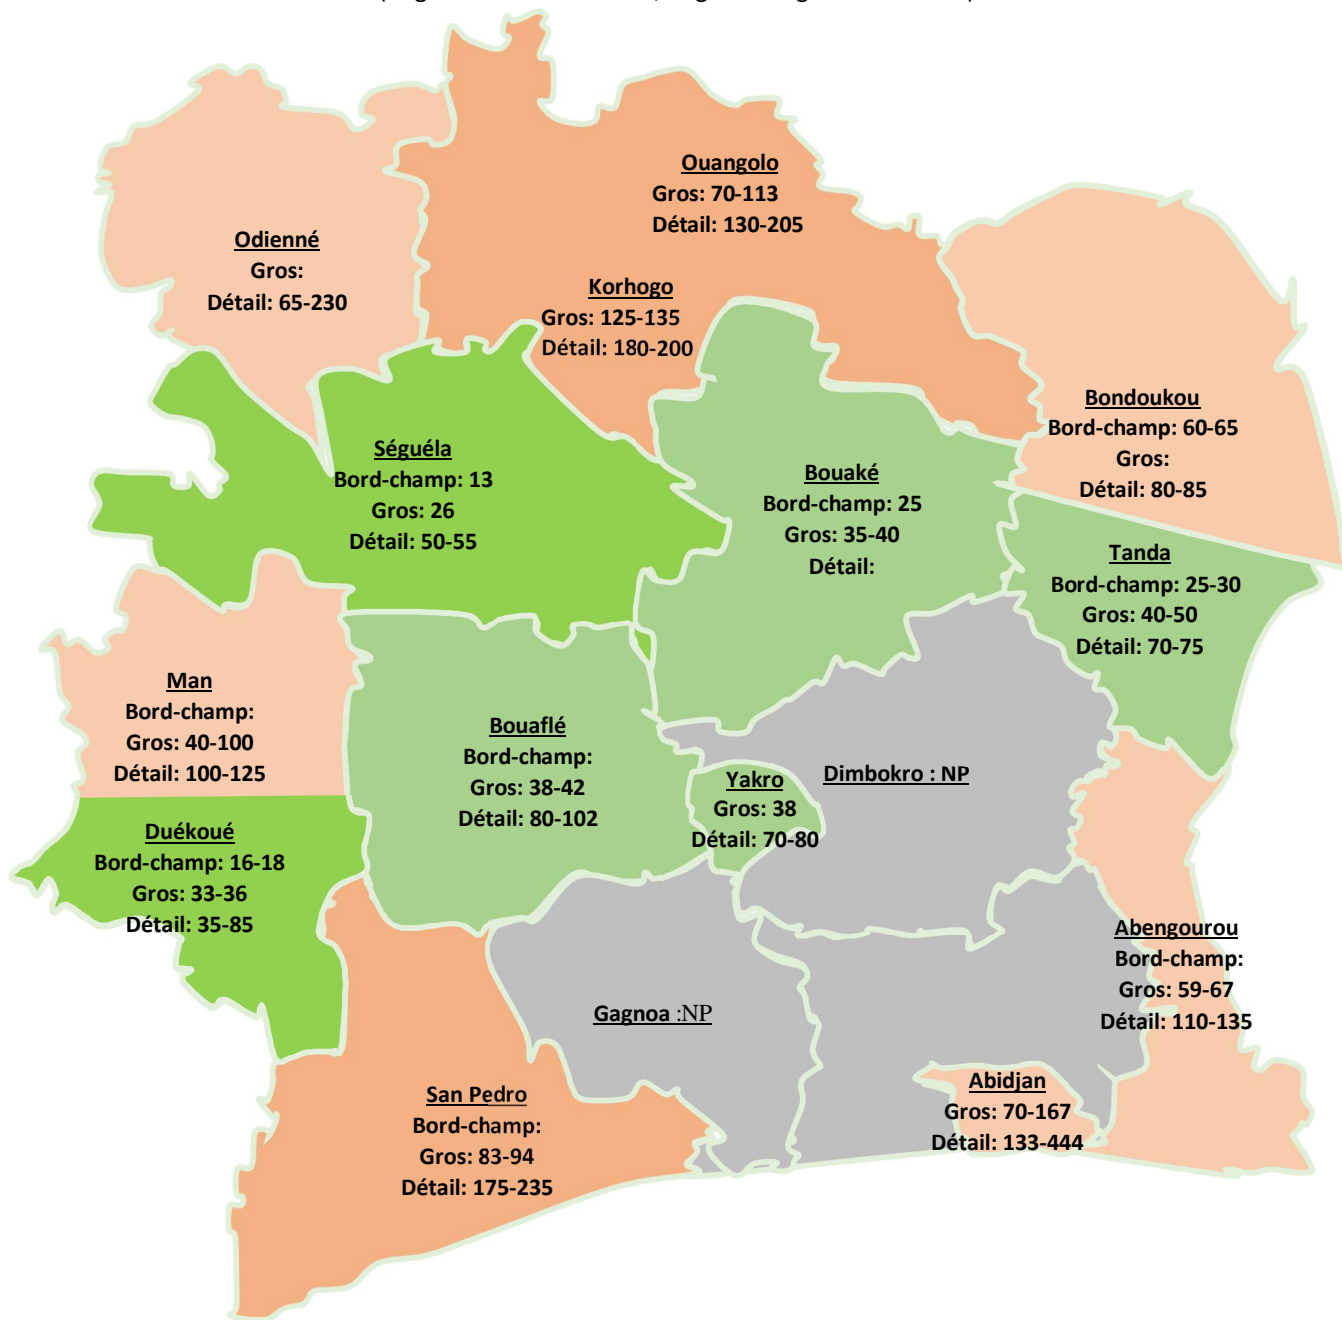 Ouangolo
Gros: 70-113
Détail: 130-205
Odienné
Gros:
Détail: 65-230
Korhogo
Gros: 125-135
Détail: 180-200
Bondoukou
Bord-champ: 60-65
Gros:
Détail: 80-85
Séguéla
Bord-champ: 13
Gros: 26
Détail: 50-55
Bouaké
Bord-champ: 25
Gros: 35-40
Détail:
Tanda
Bord-champ: 25-30
Gros: 40-50
Détail: 70-75
Man
Bord-champ:
Gros: 40-100
Détail: 100-125
Bouaflé
Bord-champ:
Gros: 38-42
Détail: 80-102
Yakro
Gros: 38
Détail: 70-80
Dimbokro : NP
Duékoué
Bord-champ: 16-18
Gros: 33-36
Détail: 35-85
Abengourou
Bord-champ:
Gros: 59-67
Détail: 110-135
Gagnoa :NP
San Pedro
Bord-champ:
Gros: 83-94
Détail: 175-235
Abidjan
Gros: 70-167
Détail: 133-444